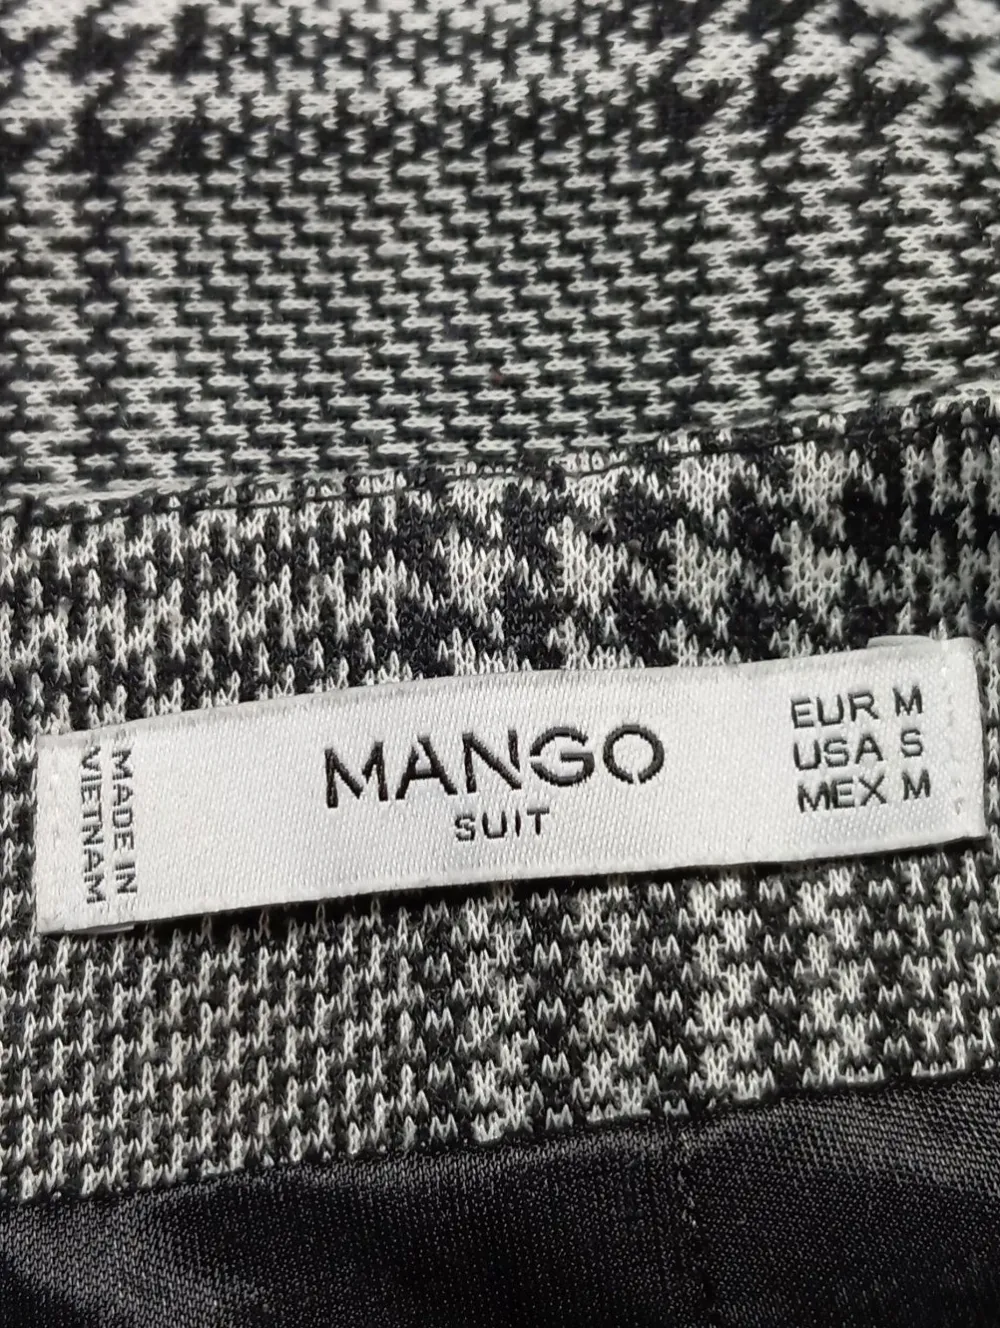 MADE IN
VIETNAM
MANGO
SUIT
EUR M
USA S
MEX M